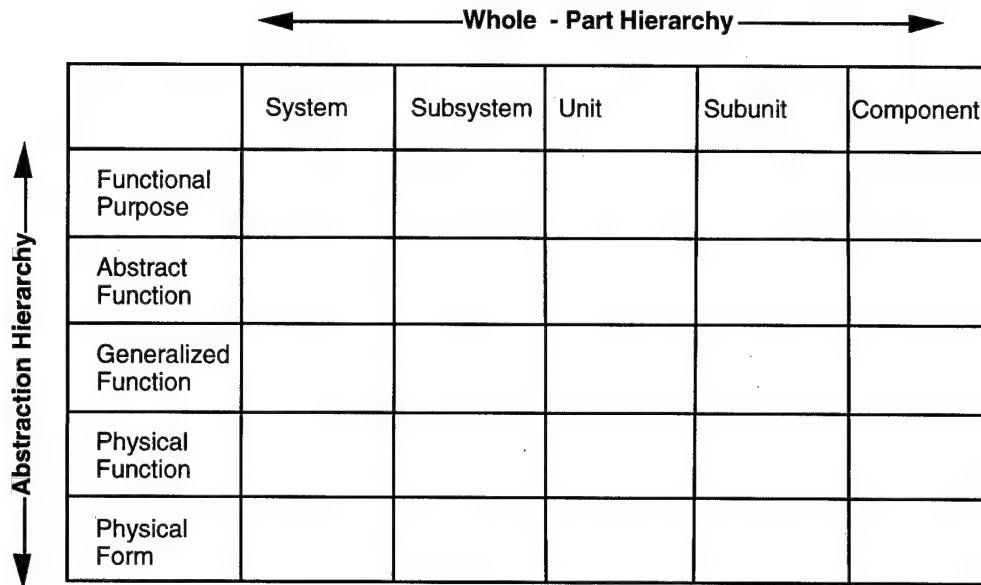 Whole - Part Hierarchy
System
Subsystem
Unit
Subunit
Component
Abstraction Hierarchy
Functional
Purpose
Abstract
Function
Generalized
Function
Physical
Function
Physical
Form